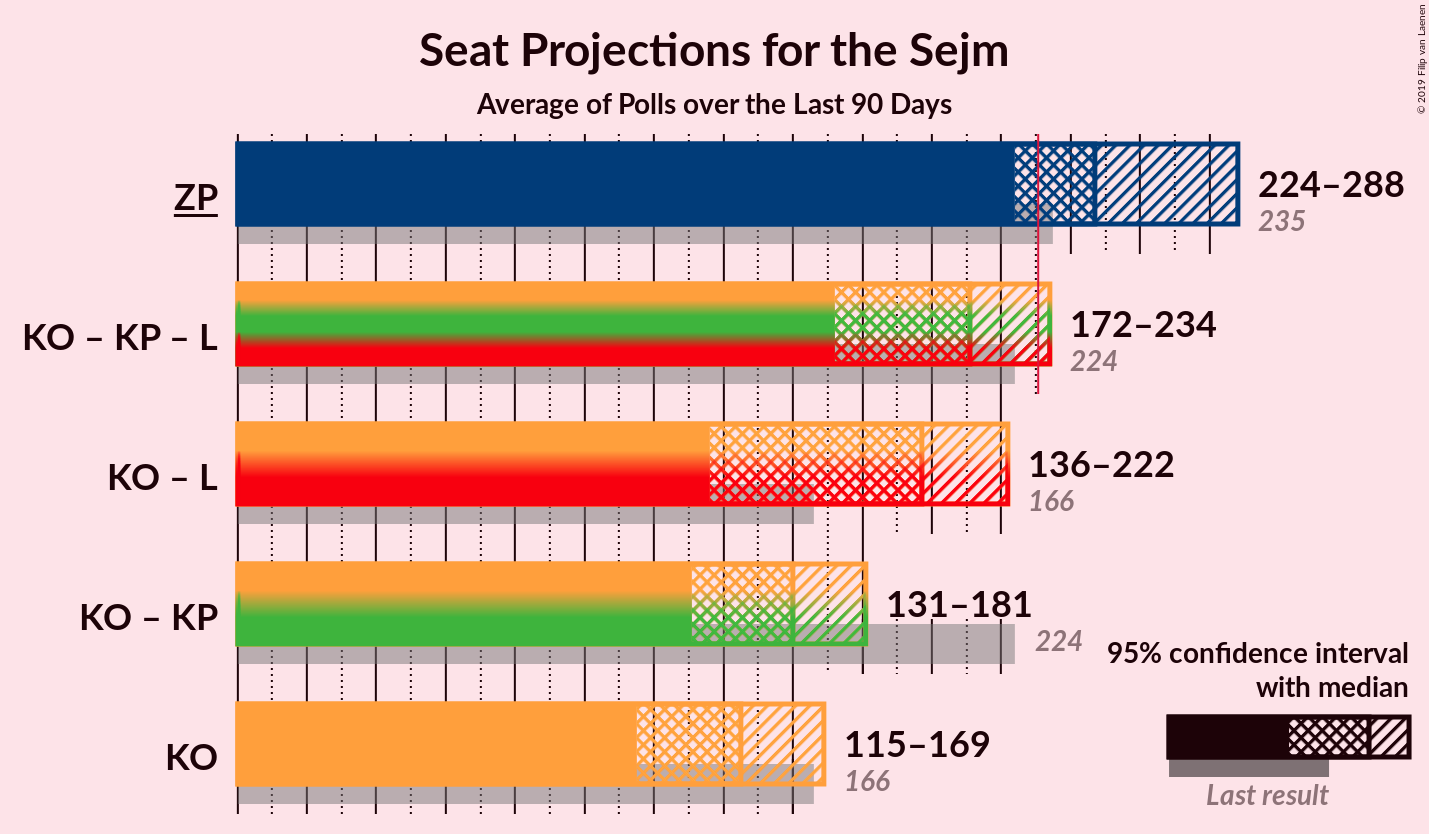 Seat Projections for the Sejm
Average of Polls over the Last 90 Days
© 2019 Filip van Laenen
ZP
224–288
235
KO – KP – L
172–234
224
KO – L
136–222
166
KO – KP
131–181
224
KO
115–169
166
95% confidence interval
with median
Last result